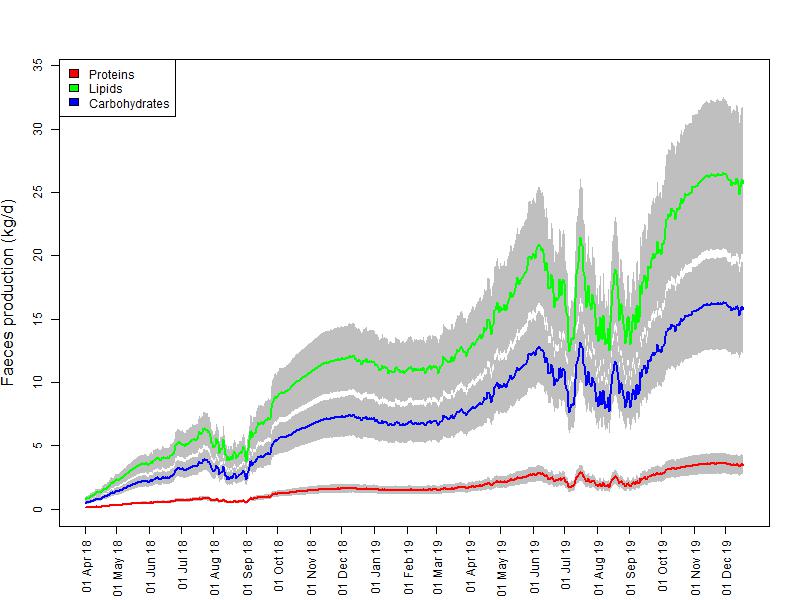 Faeces production (kg/d)
35
30
25
20
15
10
5
0
Proteins
Lipids
Carbohydrates
01 Apr 18
01 May 18
01 Jun 18
01 Jul 18
01 Aug 18
01 Sep 18
01 Oct 18
01 Nov 18
01 Dec 18
01 Jan 19
01 Feb 19
01 Mar 19
01 Apr 19
01 May 19
01 Jun 19
01 Jul 19
01 Aug 19
01 Sep 19
01 Oct 19
01 Nov 19
01 Dec 19